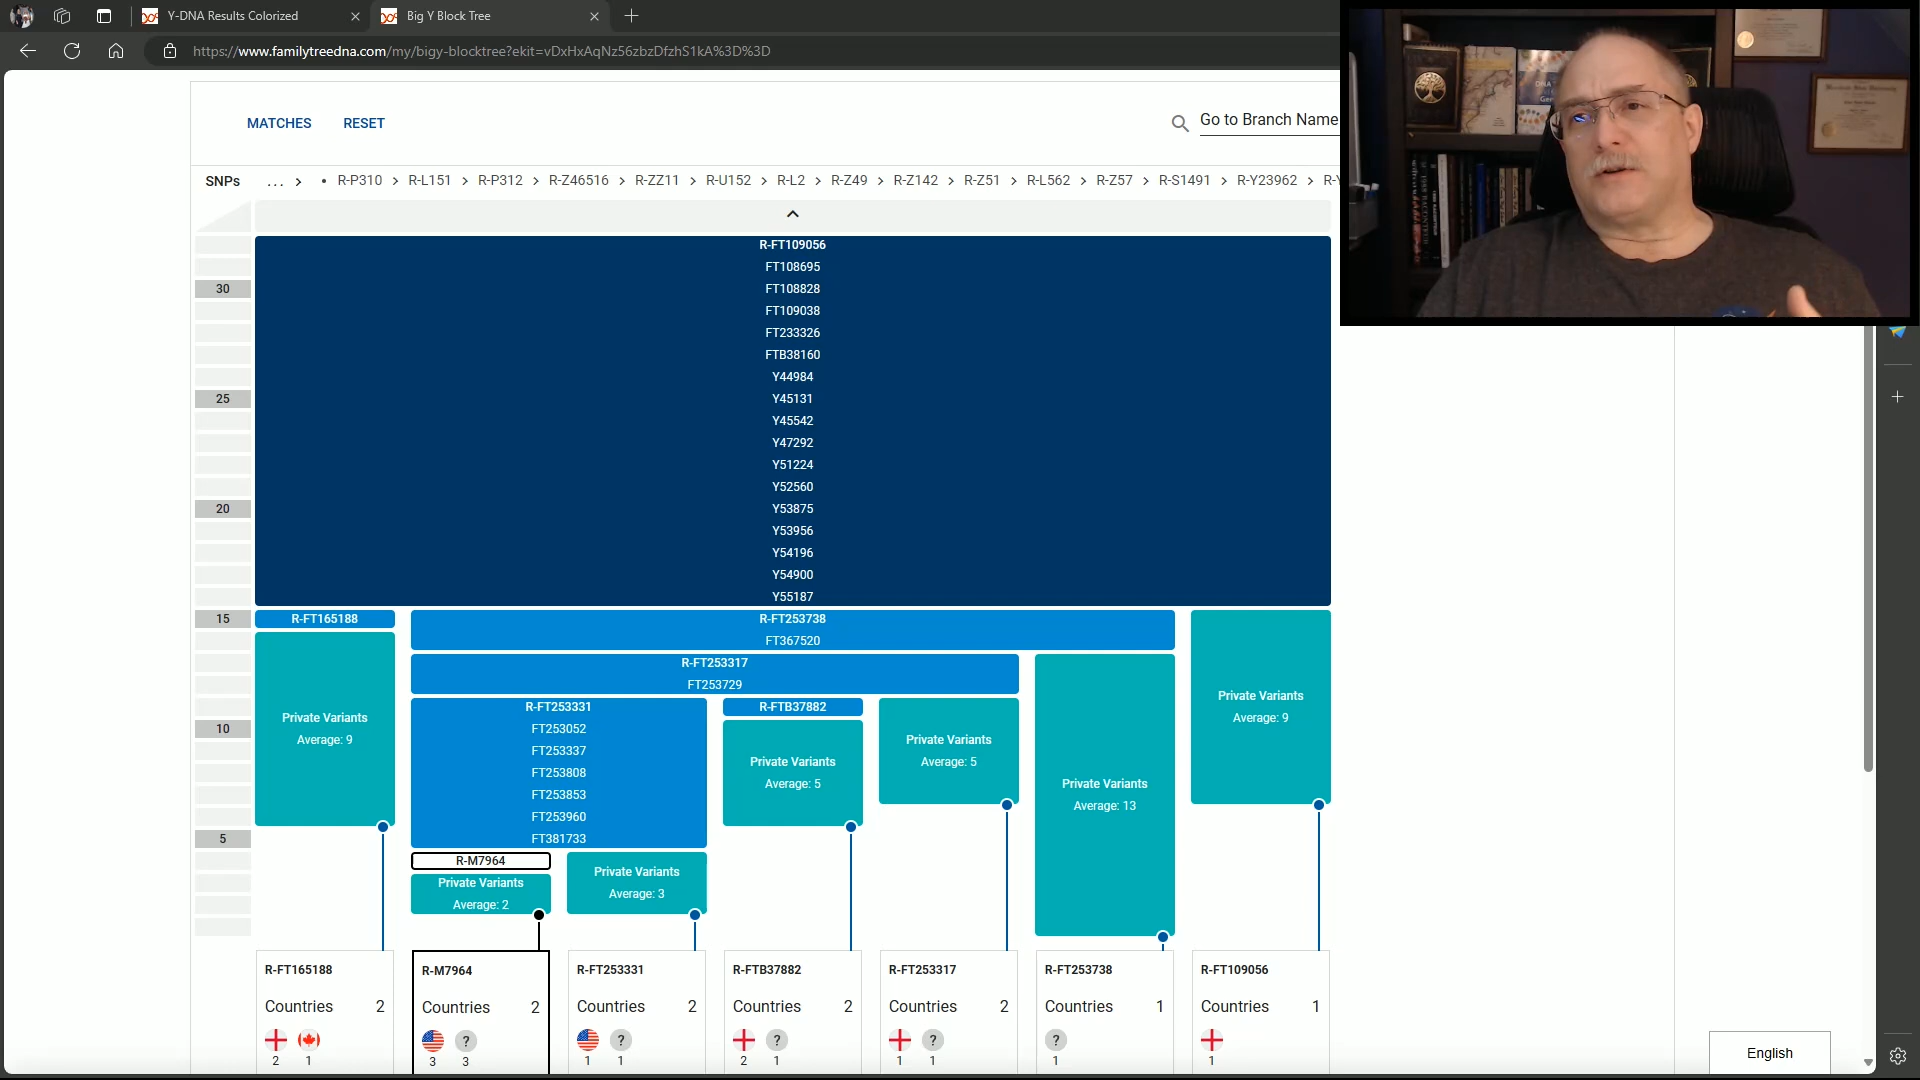 Y-DNA Results Colorized
Big Y Block Tree
https://www.familytreedna.com/my/bigy-blocktree?ekit=vDxHxAqNz56zbzDfzhS1kA%3D%3D
MATCHES
RESET
Go to Branch Name
SNPs
... > • R-P310 > R-L151 > R-P312 > R-Z46516 > R-ZZ11 > R-U152 > R-L2 > R-Z49 > R-Z142 > R-Z51 > R-L562 > R-Z57 > R-S1491 > R-Y23962 >
R-FT109056
FT108695
30
FT108828
FT109038
FT233326
FTB38160
Y44984
25
Y45131
Y45542
Y47292
Y51224
Y52560
20
Y53875
Y53956
Y54196
Y54900
Y55187
15
R-FT165188
R-FT253738
FT367520
R-FT253317
FT253729
Private Variants
Average: 9
R-FT253331
R-FTB37882
10
Private Variants
Average: 9
FT253052
FT253337
FT253808
FT253853
FT253960
FT381733
Private Variants
Average: 5
Private Variants
Average: 5
Private Variants
Average: 13
5
R-M7964
Private Variants
Average: 2
Private Variants
Average: 3
R-FT165188
Countries 2
2 1
R-M7964
Countries 2
?
3 3
R-FT253331
Countries 2
?
1 1
R-FTB37882
Countries 2
?
2 1
R-FT253317
Countries 2
?
1 1
R-FT253738
Countries 1
?
1
R-FT109056
Countries 1
1
English